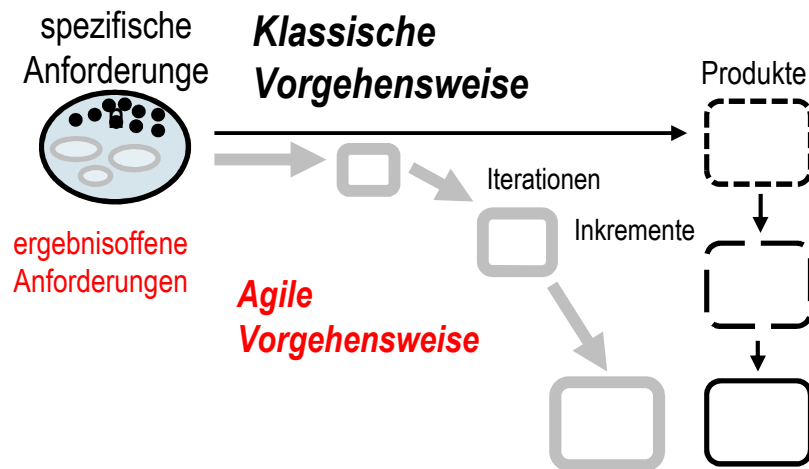 spezifische
Anforderunge
Klassische
Vorgehensweise
Produkte
Iterationen
Inkremente
ergebnisoffene
Anforderungen
Agile
Vorgehensweise